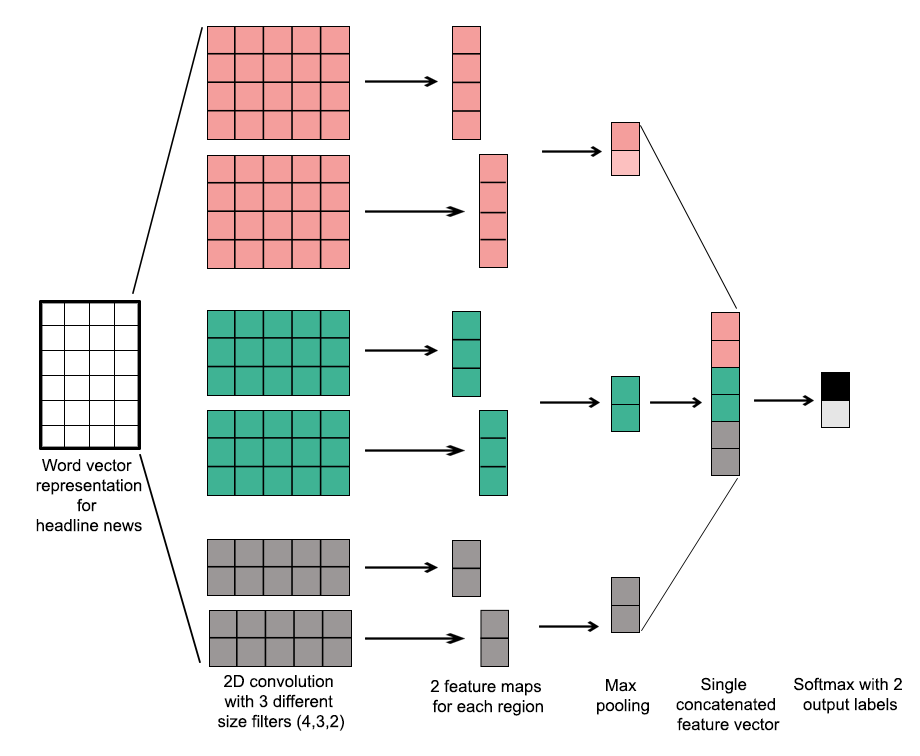 Word vector
representation
for
headline news
2D convolution
with 3 different
size filters (4,3,2)
2 feature maps
for each region
Max
pooling
Single
concatenated
feature vector
Softmax with 2
output labels